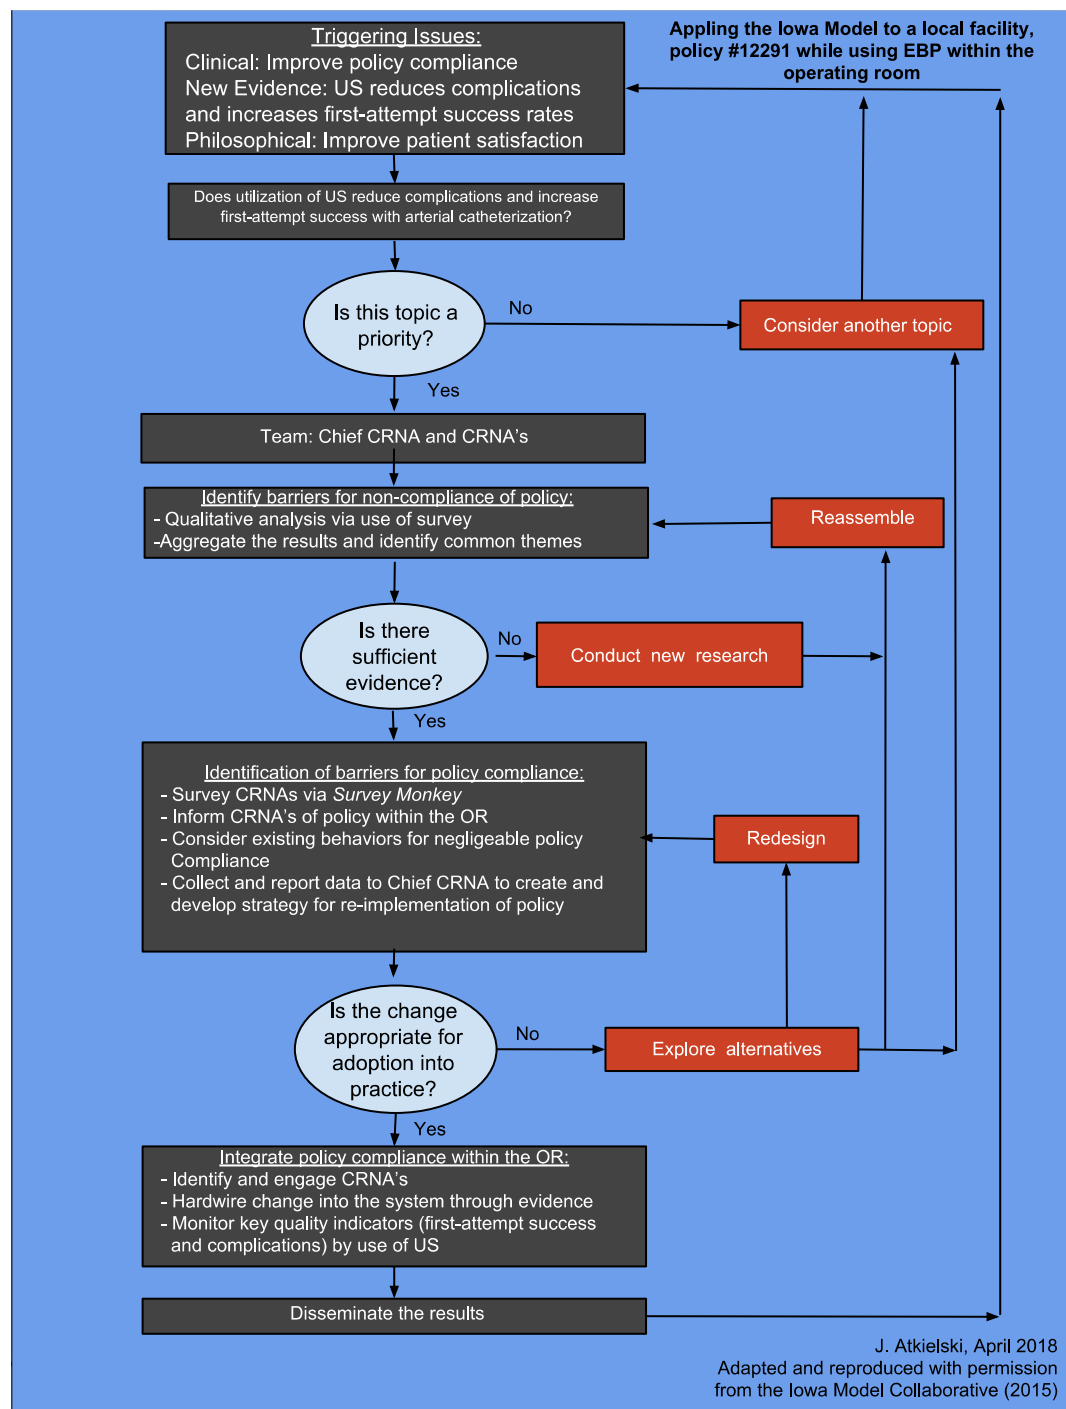 Appling the Iowa Model to a local facility,
policy #12291 while using EBP within the
operating room
Triggering Issues:
Clinical: Improve policy compliance
New Evidence: US reduces complications
and increases first-attempt success rates
Philosophical: Improve patient satisfaction
Does utilization of US reduce complications and increase
first-attempt success with arterial catheterization?
Is this topic a
priority?
No
Consider another topic
Yes
Team: Chief CRNA and CRNA's
Identify barriers for non-compliance of policy:
- Qualitative analysis via use of survey
-Aggregate the results and identify common themes
Reassemble
Is there
sufficient
evidence?
No
Conduct new research
Yes
Identification of barriers for policy compliance:
- Survey CRNAs via Survey Monkey
- Inform CRNA's of policy within the OR
- Consider existing behaviors for negligeable policy
Compliance
- Collect and report data to Chief CRNA to create and
develop strategy for re-implementation of policy
Redesign
Is the change
appropriate for
adoption into
practice?
No
Explore alternatives
Yes
Integrate policy compliance within the OR:
- Identify and engage CRNA's
- Hardwire change into the system through evidence
- Monitor key quality indicators (first-attempt success
and complications) by use of US
Disseminate the results
J. Atkielski, April 2018
Adapted and reproduced with permission
from the Iowa Model Collaborative (2015)